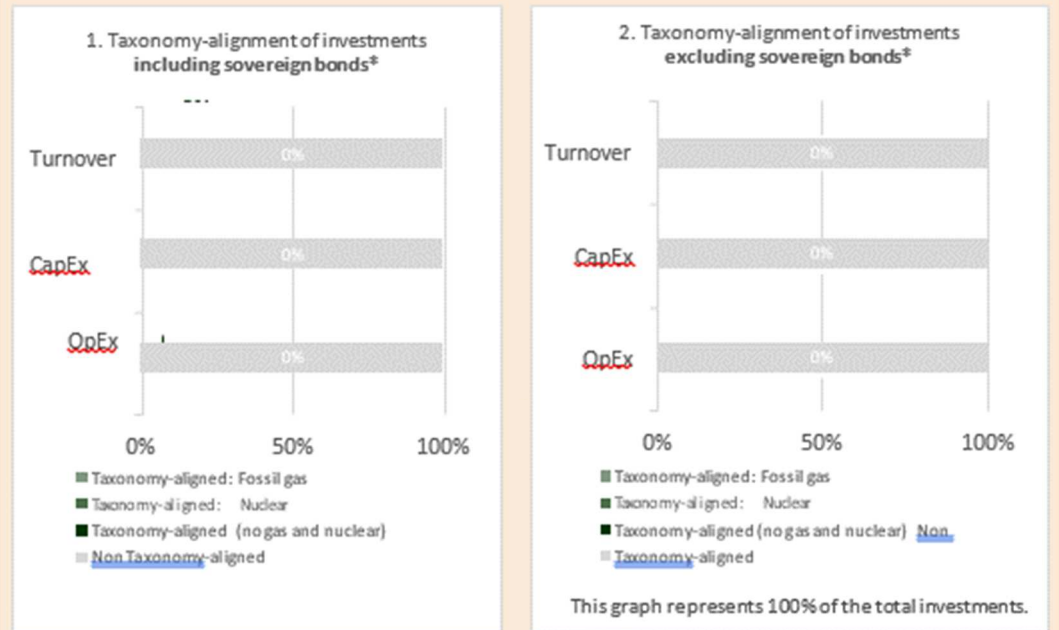 1. Taxonomy-alignment of investments
including sovereign bonds*
Turnover
0%
CapEx
0%
OpEx
0%
0% 50% 100%
Taxonomy-aligned: Fossil gas
Taxonomy-aligned: Nuclear
Taxonomy-aligned (no gas and nuclear)
Non Taxonomy-aligned
2. Taxonomy-alignment of investments
excluding sovereign bonds*
Turnover
0%
CapEx
0%
OpEx
0%
0% 50% 100%
Taxonomy-aligned: Fossil gas
Taxonomy-aligned: Nuclear
Taxonomy-aligned (no gas and nuclear) Non
Taxonomy-aligned
This graph represents 100% of the total investments.